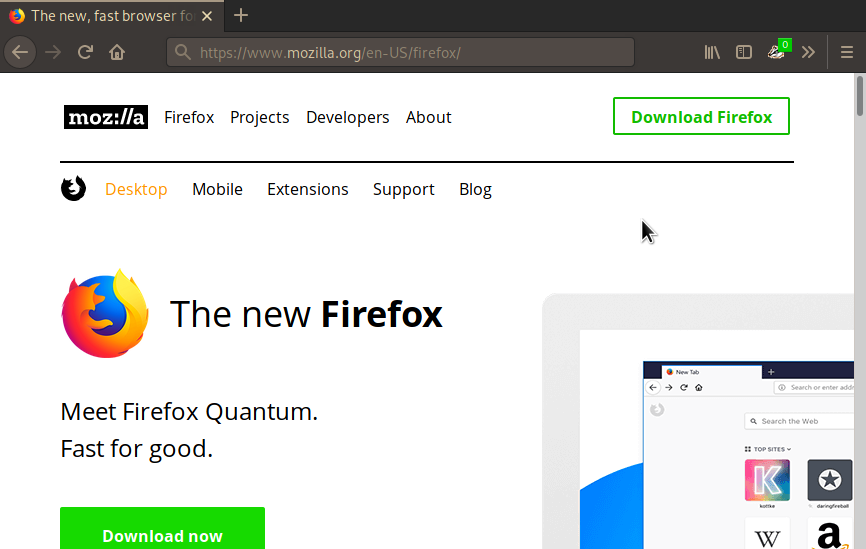 The new, fast browser fo
https://www.mozilla.org/en-US/firefox/
0
moz://a Firefox Projects Developers About Download Firefox
Desktop Mobile Extensions Support Blog
The new Firefox
New Tab
Search or enter addr
Meet Firefox Quantum.
Fast for good.
Search the Web
TOP SITES
K
kottke daringfireball
W a
Download now